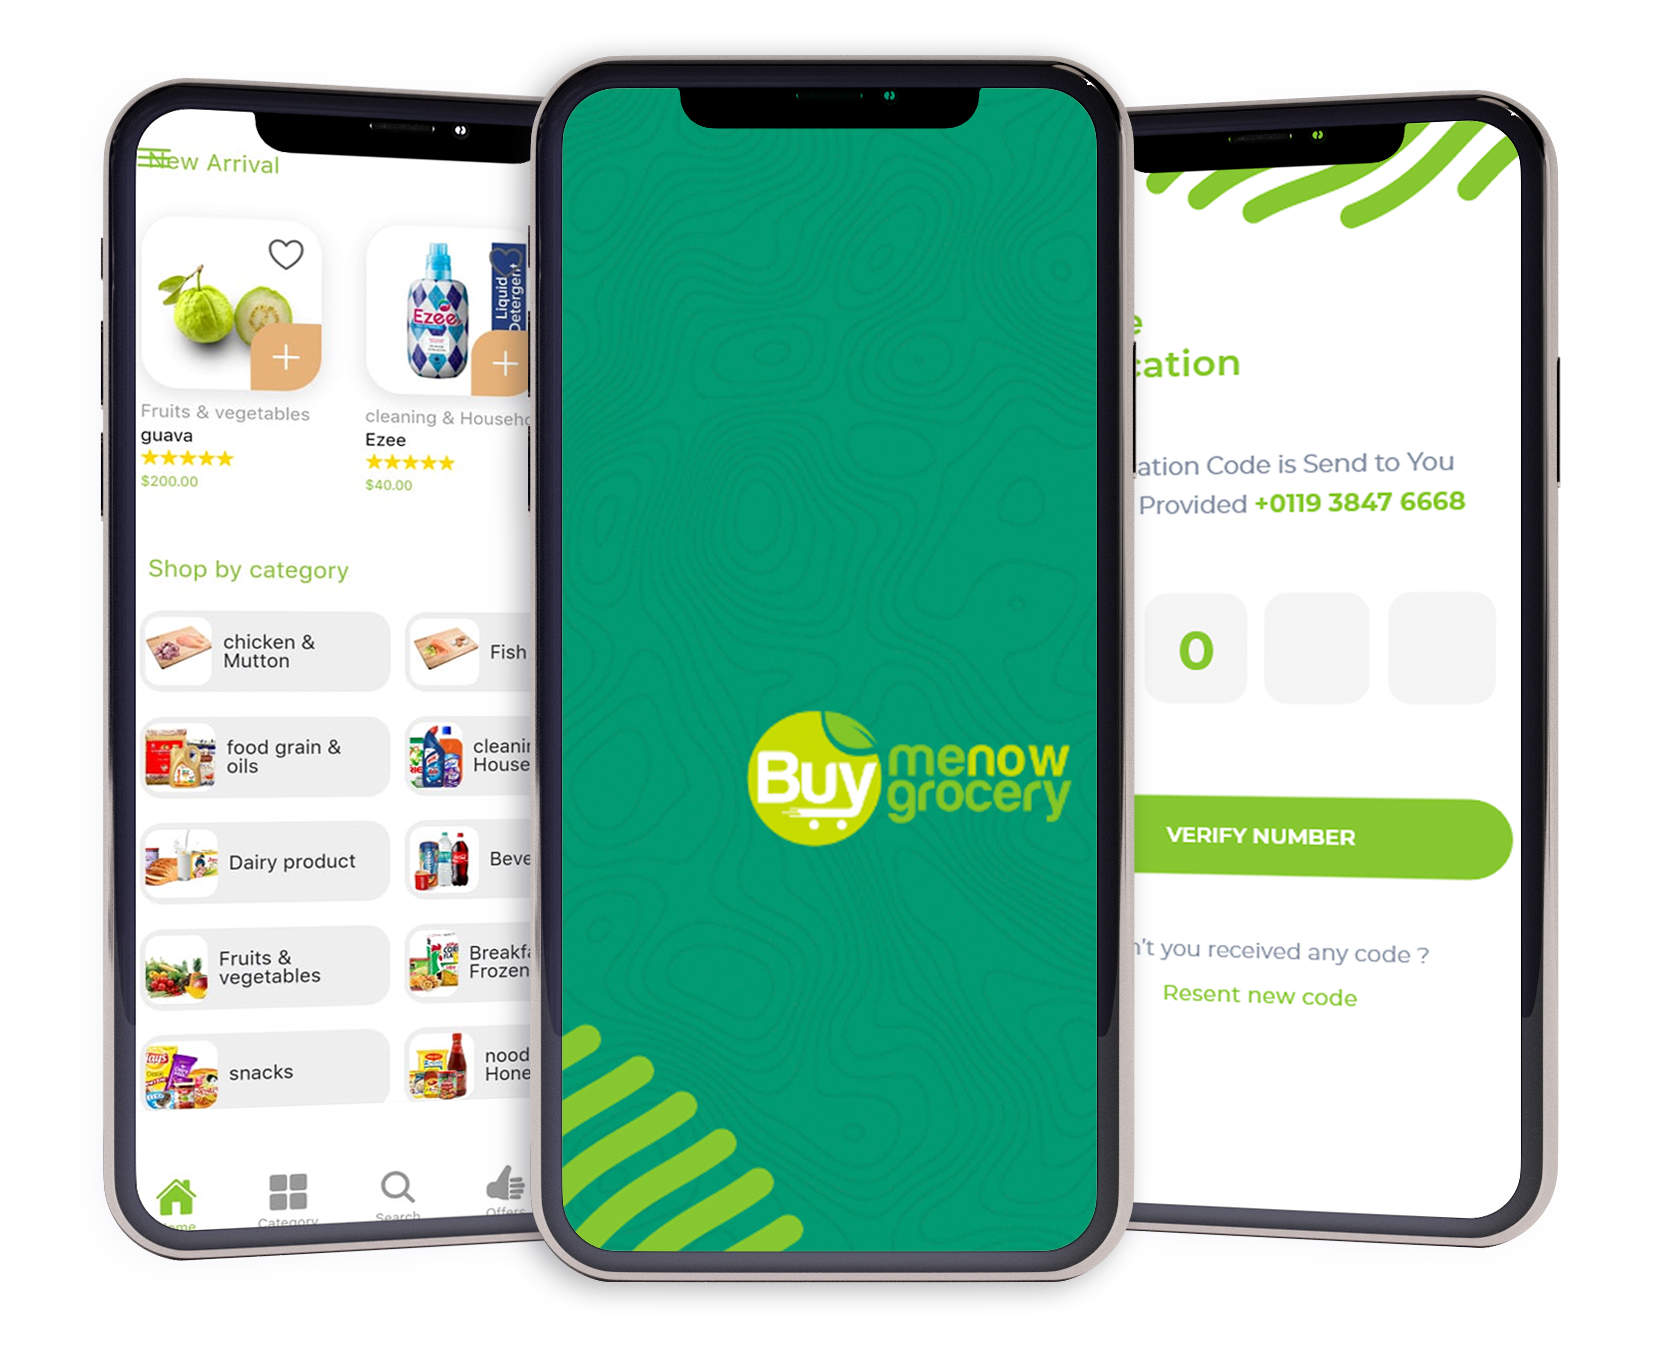 New Arrival
Liquid
Detergent
Ezee
Fruits & vegetables
guava
$200.00
cleaning & Househo
Ezee
$40.00
Shop by category
chicken &
Mutton
Fish
food grain &
oils
cleanin
House
Dairy product
Beve
Fruits &
vegetables
Breakfa
Frozen
snacks
nood
Hone
Home
Category
Search
Offers
Buy
menow
grocery
e
cation
ation Code is Send to You
Provided +0119 3847 6668
0
VERIFY NUMBER
n't you received any code ?
Resent new code